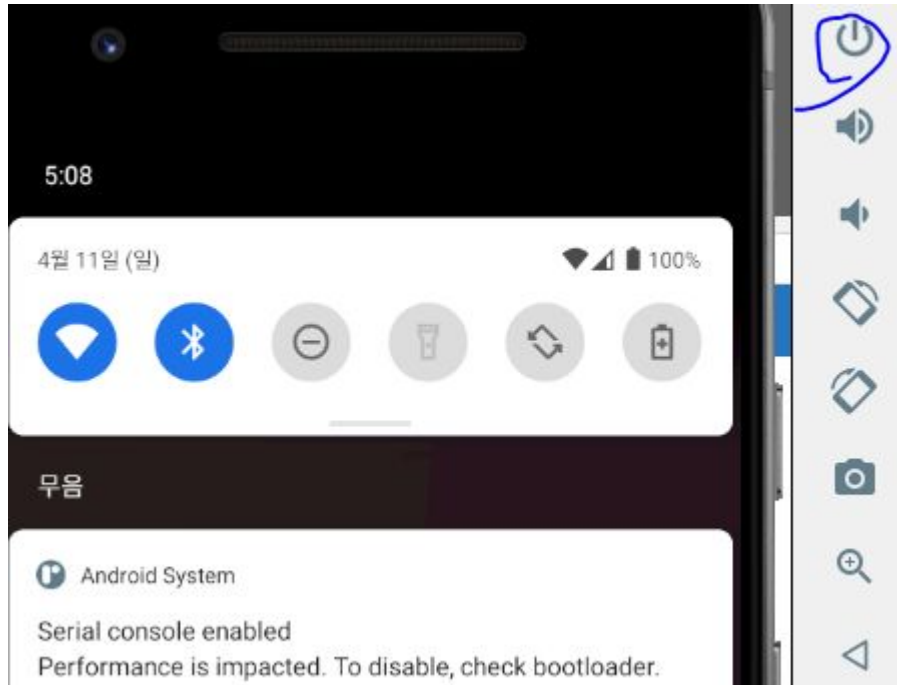 5:08
4월 11일 (일)
100%
무음
Android System
Serial console enabled
Performance is impacted. To disable, check bootloader.